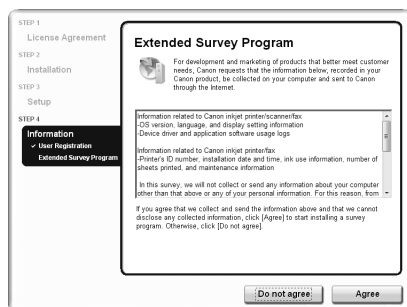 STEP 1
License Agreement
STEP 2
Installation
STEP 3
Setup
STEP 4
Information
User Registration
Extended Survey Program
Extended Survey Program
For development and marketing of products that better meet customer
needs, Canon requests that the information below, recorded in your
Canon product, be collected on your computer and sent to Canon
through the Internet.
Information related to Canon inkjet printer/scanner/fax
-OS version, language, and display setting information
-Device driver and application software usage logs
Information related to Canon inkjet printer/fax
-Printer's ID number, installation date and time, ink use information, number of
sheets printed, and maintenance information
In this survey, we will not collect or send any information about your computer
other than that above or any of your personal information. For this reason, from
If you agree that we collect and send the information above and that we cannot
disclose any collected information, click [Agree] to start installing a survey
program. Otherwise, click [Do not agree].
Do not agree
Agree